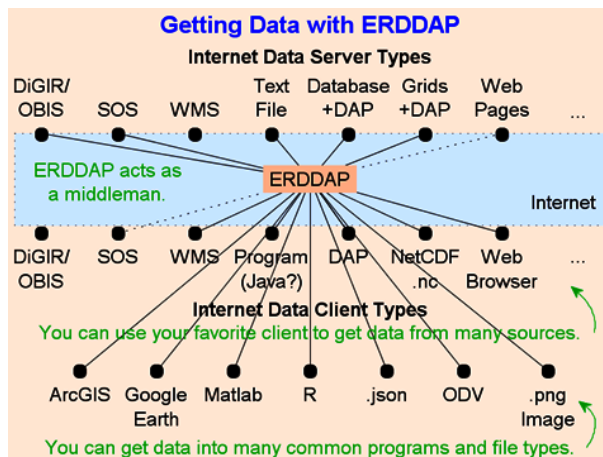 Getting Data with ERDDAP
Internet Data Server Types
DiGIR/ Text Database Grids Web
OBIS SOS WMS File +DAP +DAP Pages ...
ERDDAP acts as
a middleman.
ERDDAP
Internet
DiGIR/ SOS WMS Program DAP NetCDF Web ...
OBIS (Java?) .nc Browser
Internet Data Client Types
You can use your favorite client to get data from many sources.
ArcGIS Google Matlab R .json ODV .png
Earth Image
You can get data into many common programs and file types.